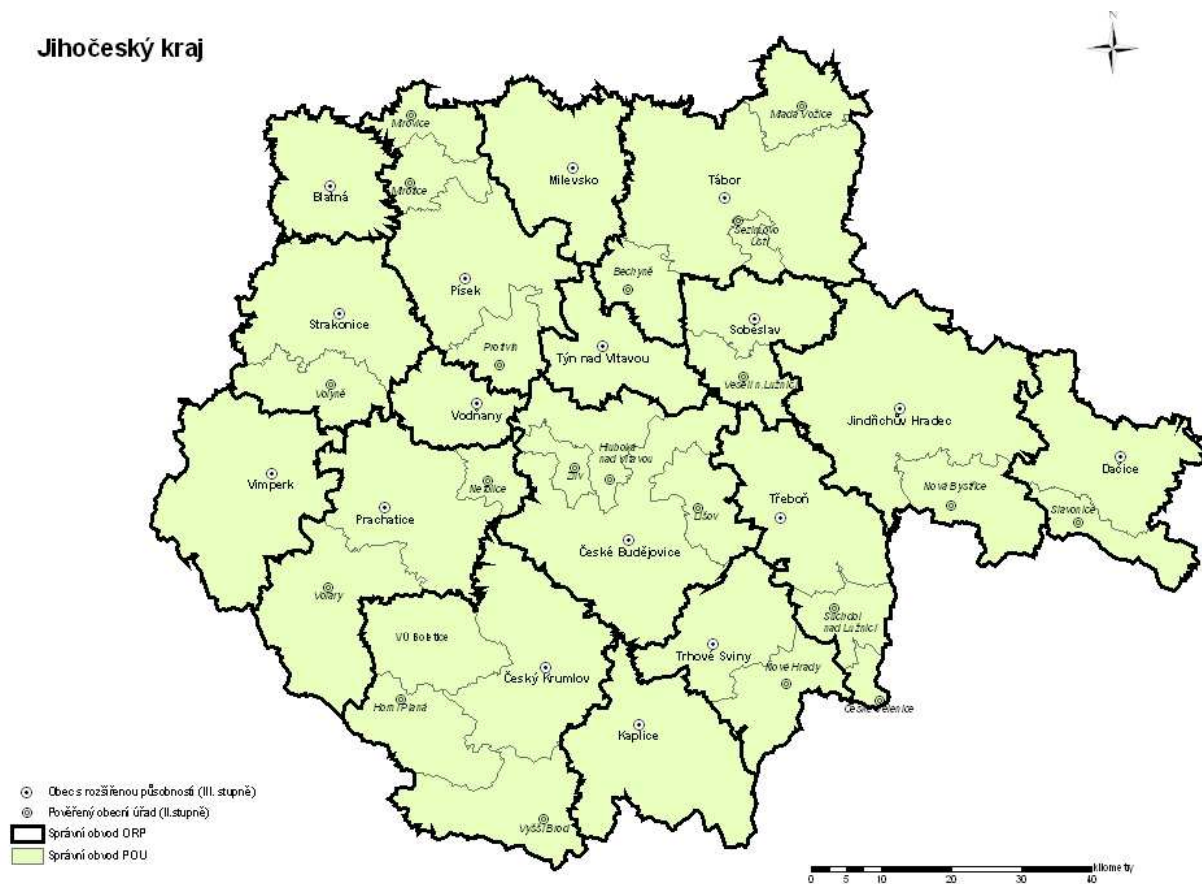 Jihočeský kraj
N
Mirovice
Mladá Vožice
Blatná
Mirotice
Milevsko
Tábor
Sezimovo
Ústí
Bechyně
Písek
Strakonice
Soběslav
Protivín
Týn nad Vltavou
Veselí n.Lužnicí
Volyně
Vodňany
Jindřichův Hradec
Hluboká
nad Vltavou
Zliv
Dačice
Vimperk
Netolice
Nová Bystřice
Prachatice
Lišov
Třeboň
Slavonice
České Budějovice
Volary
Suchdol
nad Lužnicí
VÚ Boletice
Trhové Sviny
Český Krumlov
Nové Hrady
Horní Planá
České Velenice
Kaplice
Vyšší Brod
Obec s rozšířenou působností (III. stupně)
Pověřený obecní úřad (II.stupně)
Správní obvod ORP
Správní obvod POU
kilometry
0 5 10 20 30 40